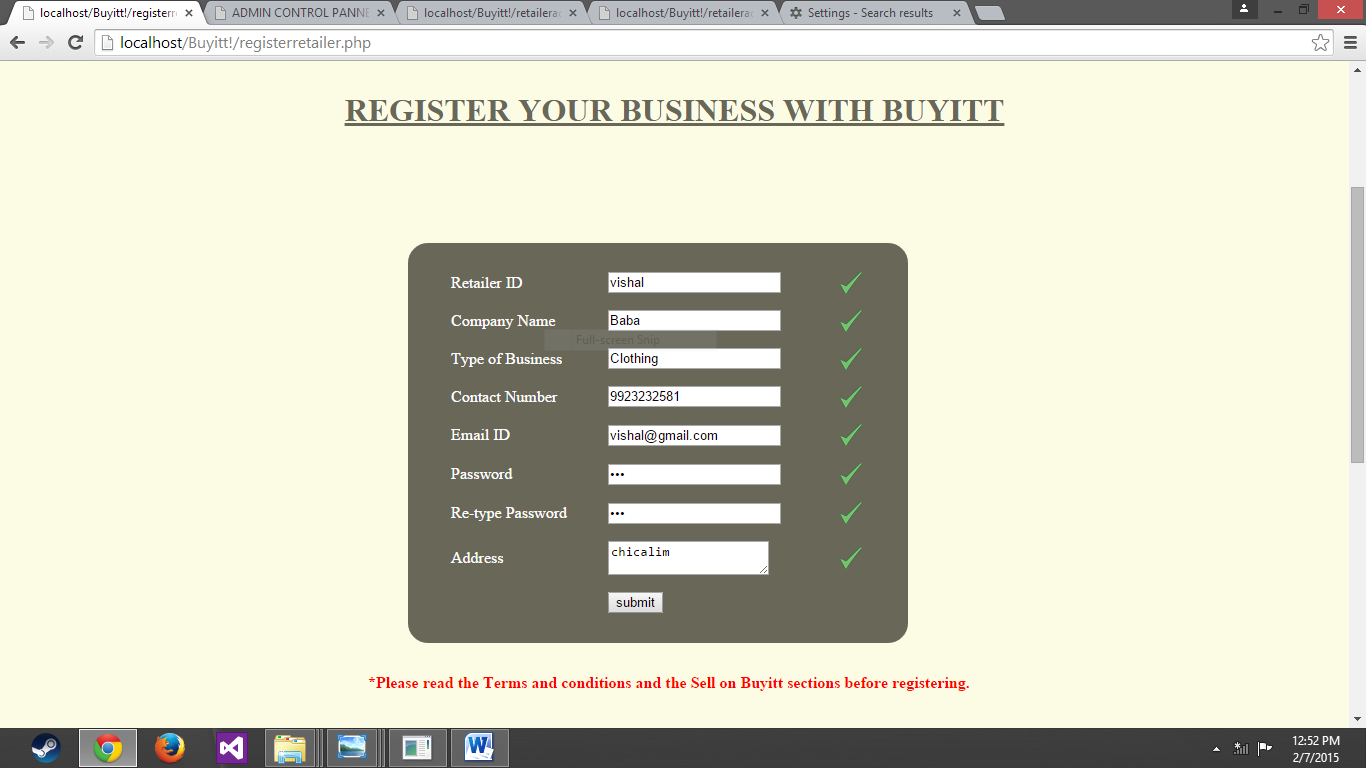 localhost/Buyitt!/registerr
ADMIN CONTROL PANNE
localhost/Buyitt!/retailerac
localhost/Buyitt!/retailerac
Settings - Search results
localhost/Buyitt!/registerretailer.php
REGISTER YOUR BUSINESS WITH BUYITT
Retailer ID vishal
Company Name Baba
Full-screen Snip
Type of Business Clothing
Contact Number 9923232581
Email ID vishal@gmail.com
Password •••
Re-type Password •••
Address chicalim
submit
*Please read the Terms and conditions and the Sell on Buyitt sections before registering.
12:52 PM
2/7/2015